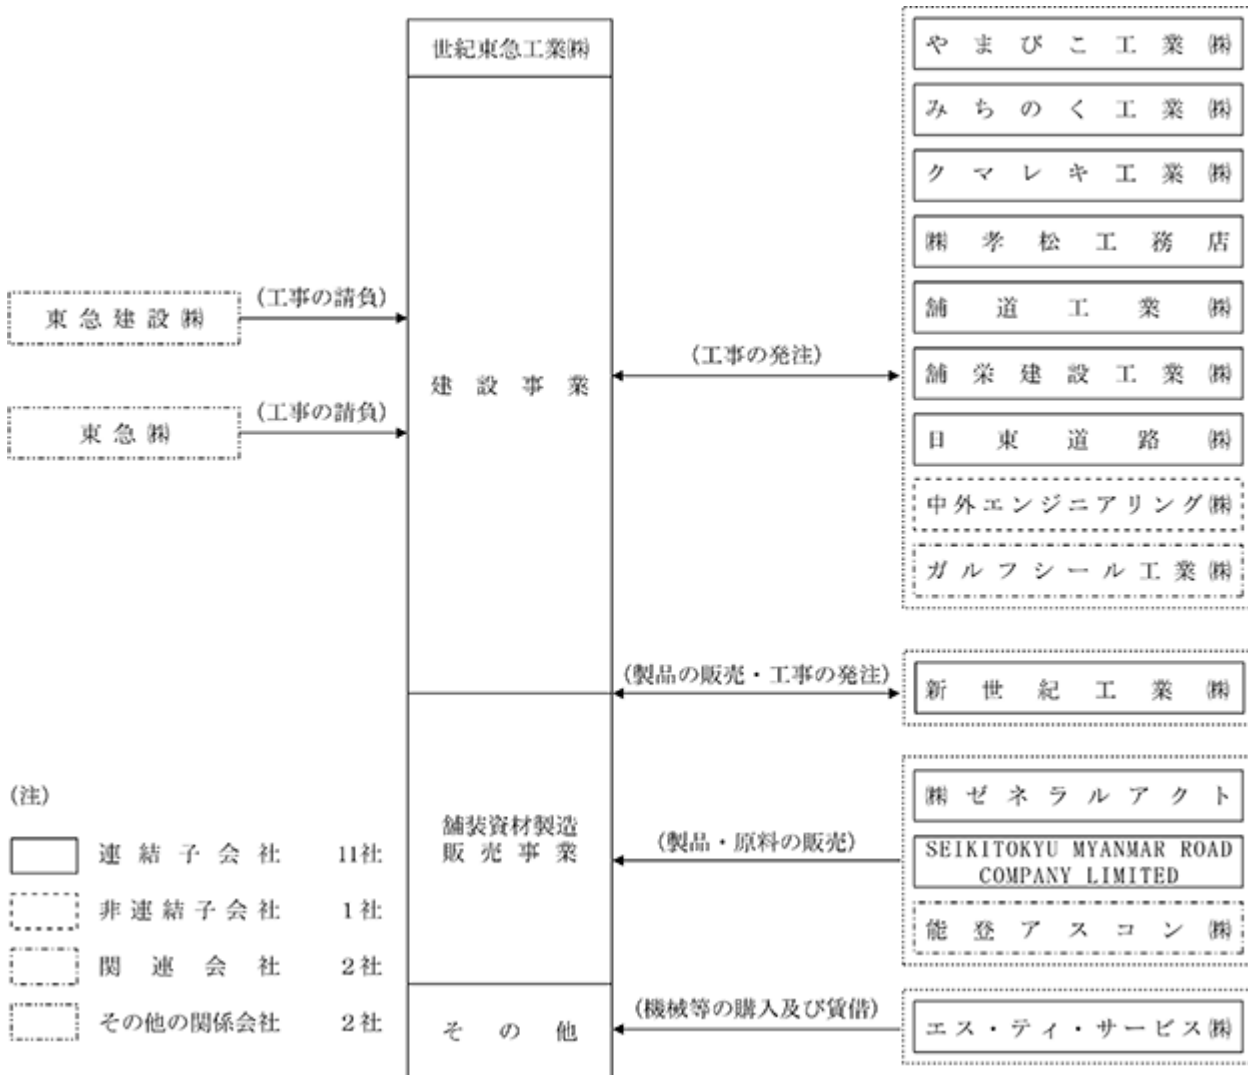 世紀東急工業㈱
建設事業
舗装資材製造
販売事業
その他
東急建設㈱
(工事の請負)
東急㈱
(工事の請負)
(工事の発注)
やまびこ工業㈱
みちのく工業㈱
クマレキ工業㈱
㈱孝松工務店
舗道工業㈱
舗栄建設工業㈱
日東道路㈱
中外エンジニアリング㈱
ガルフシール工業㈱
(製品の販売・工事の発注)
新世紀工業㈱
(製品・原料の販売)
㈱ゼネラルアクト
SEIKITOKYU MYANMAR ROAD
COMPANY LIMITED
能登アスコン㈱
(機械等の購入及び賃借)
エス・ティ・サービス㈱
(注)
連結子会社 11社
非連結子会社 1社
関連会社 2社
その他の関係会社 2社